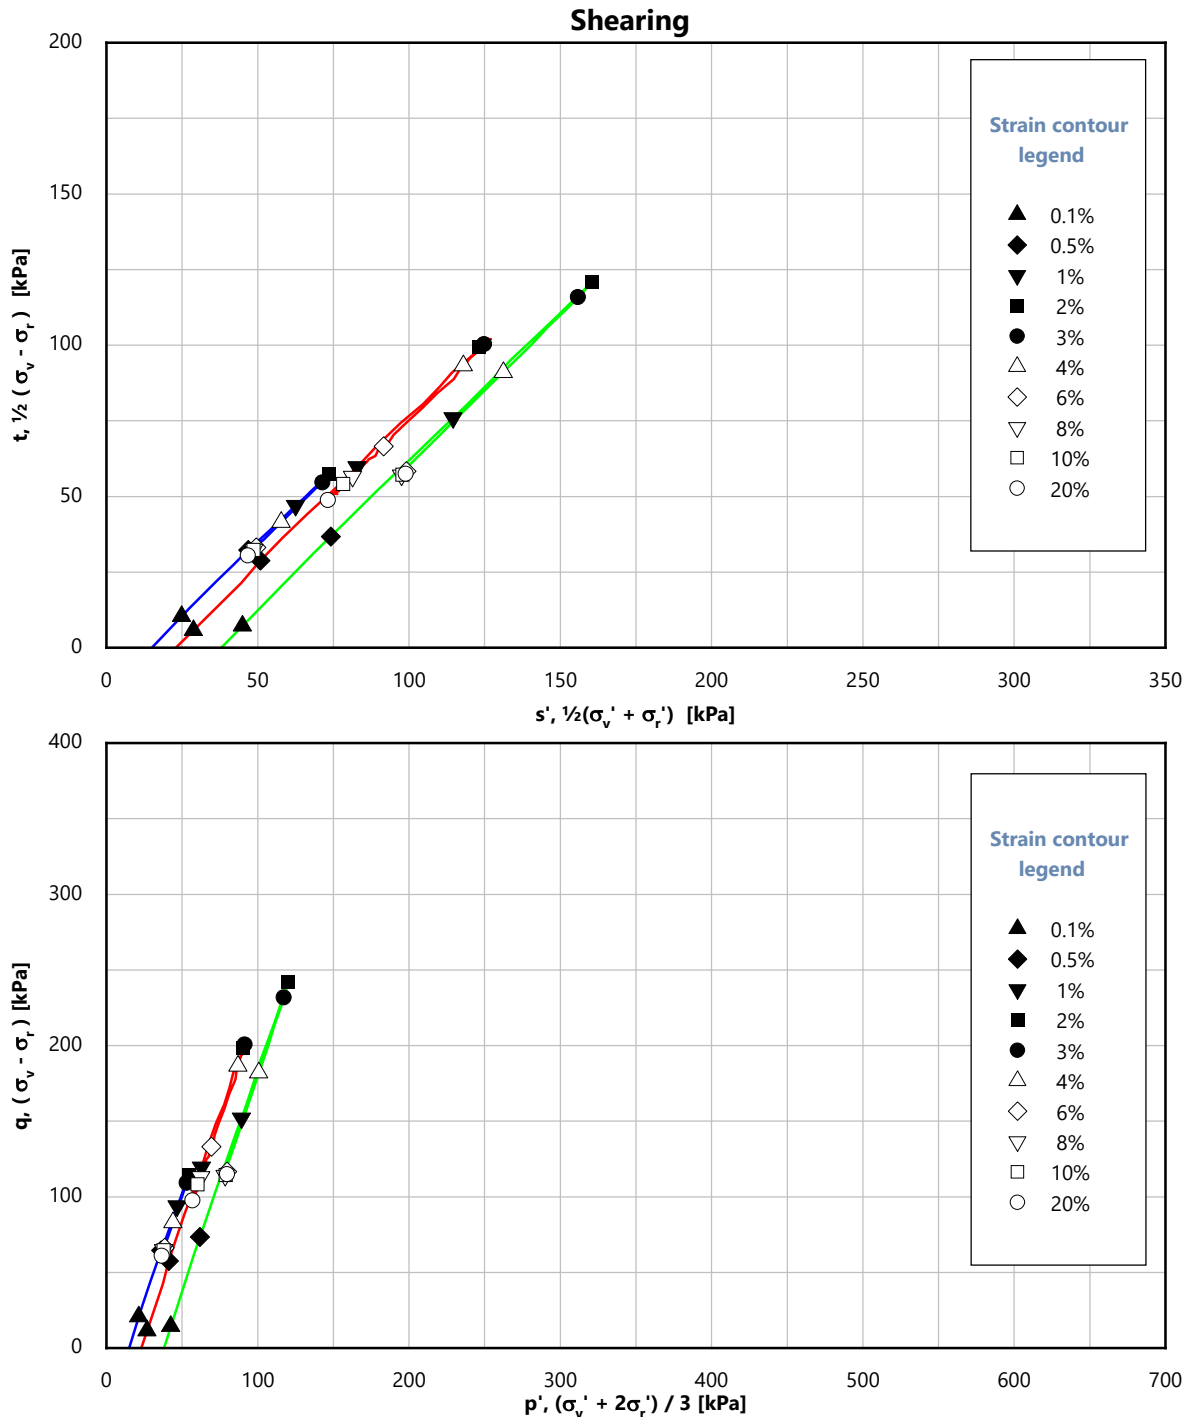 Shearing
200
150
100
50
0
t, ½ ( σv - σr ) [kPa]
Strain contour
legend
0.1%
0.5%
1%
2%
3%
4%
6%
8%
10%
20%
0 50 100 150 200 250 300 350
s', ½(σv' + σr') [kPa]
400
300
200
100
0
q, ( σv - σr ) [kPa]
Strain contour
legend
0.1%
0.5%
1%
2%
3%
4%
6%
8%
10%
20%
0 100 200 300 400 500 600 700
p', (σv' + 2σr') / 3 [kPa]